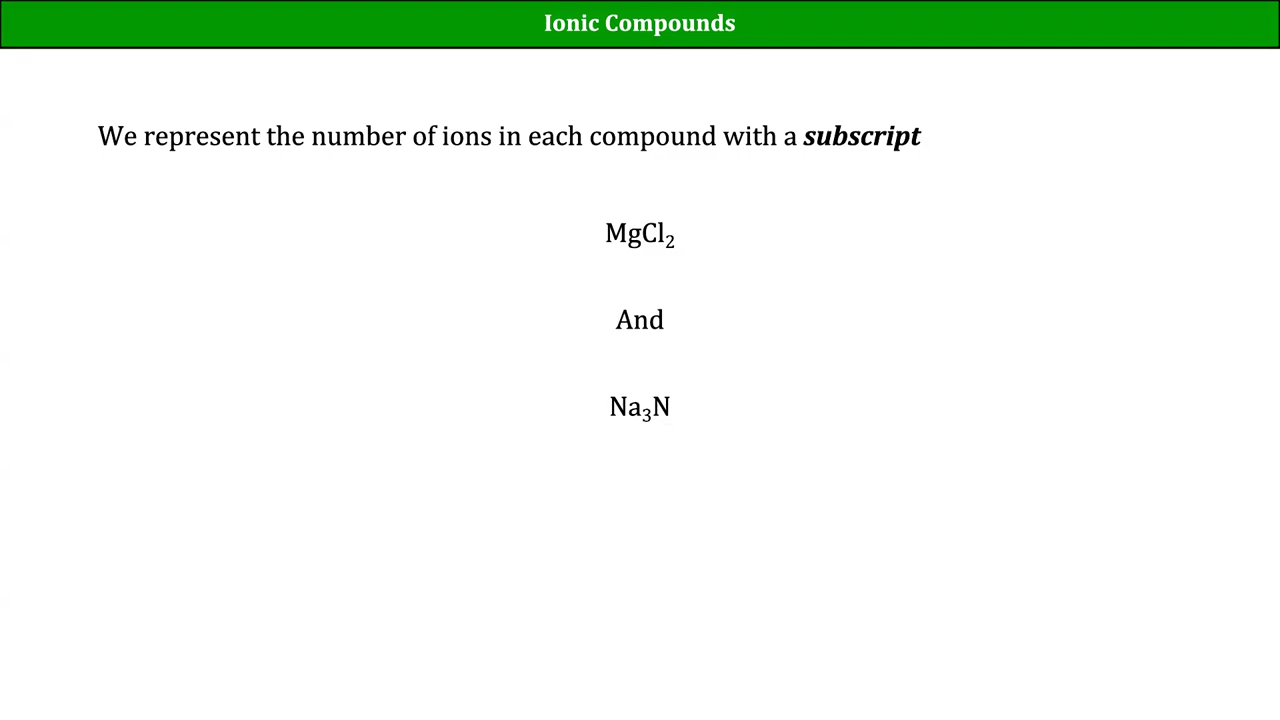 Ionic Compounds
We represent the number of ions in each compound with a subscript
MgCl₂
And
Na₃N